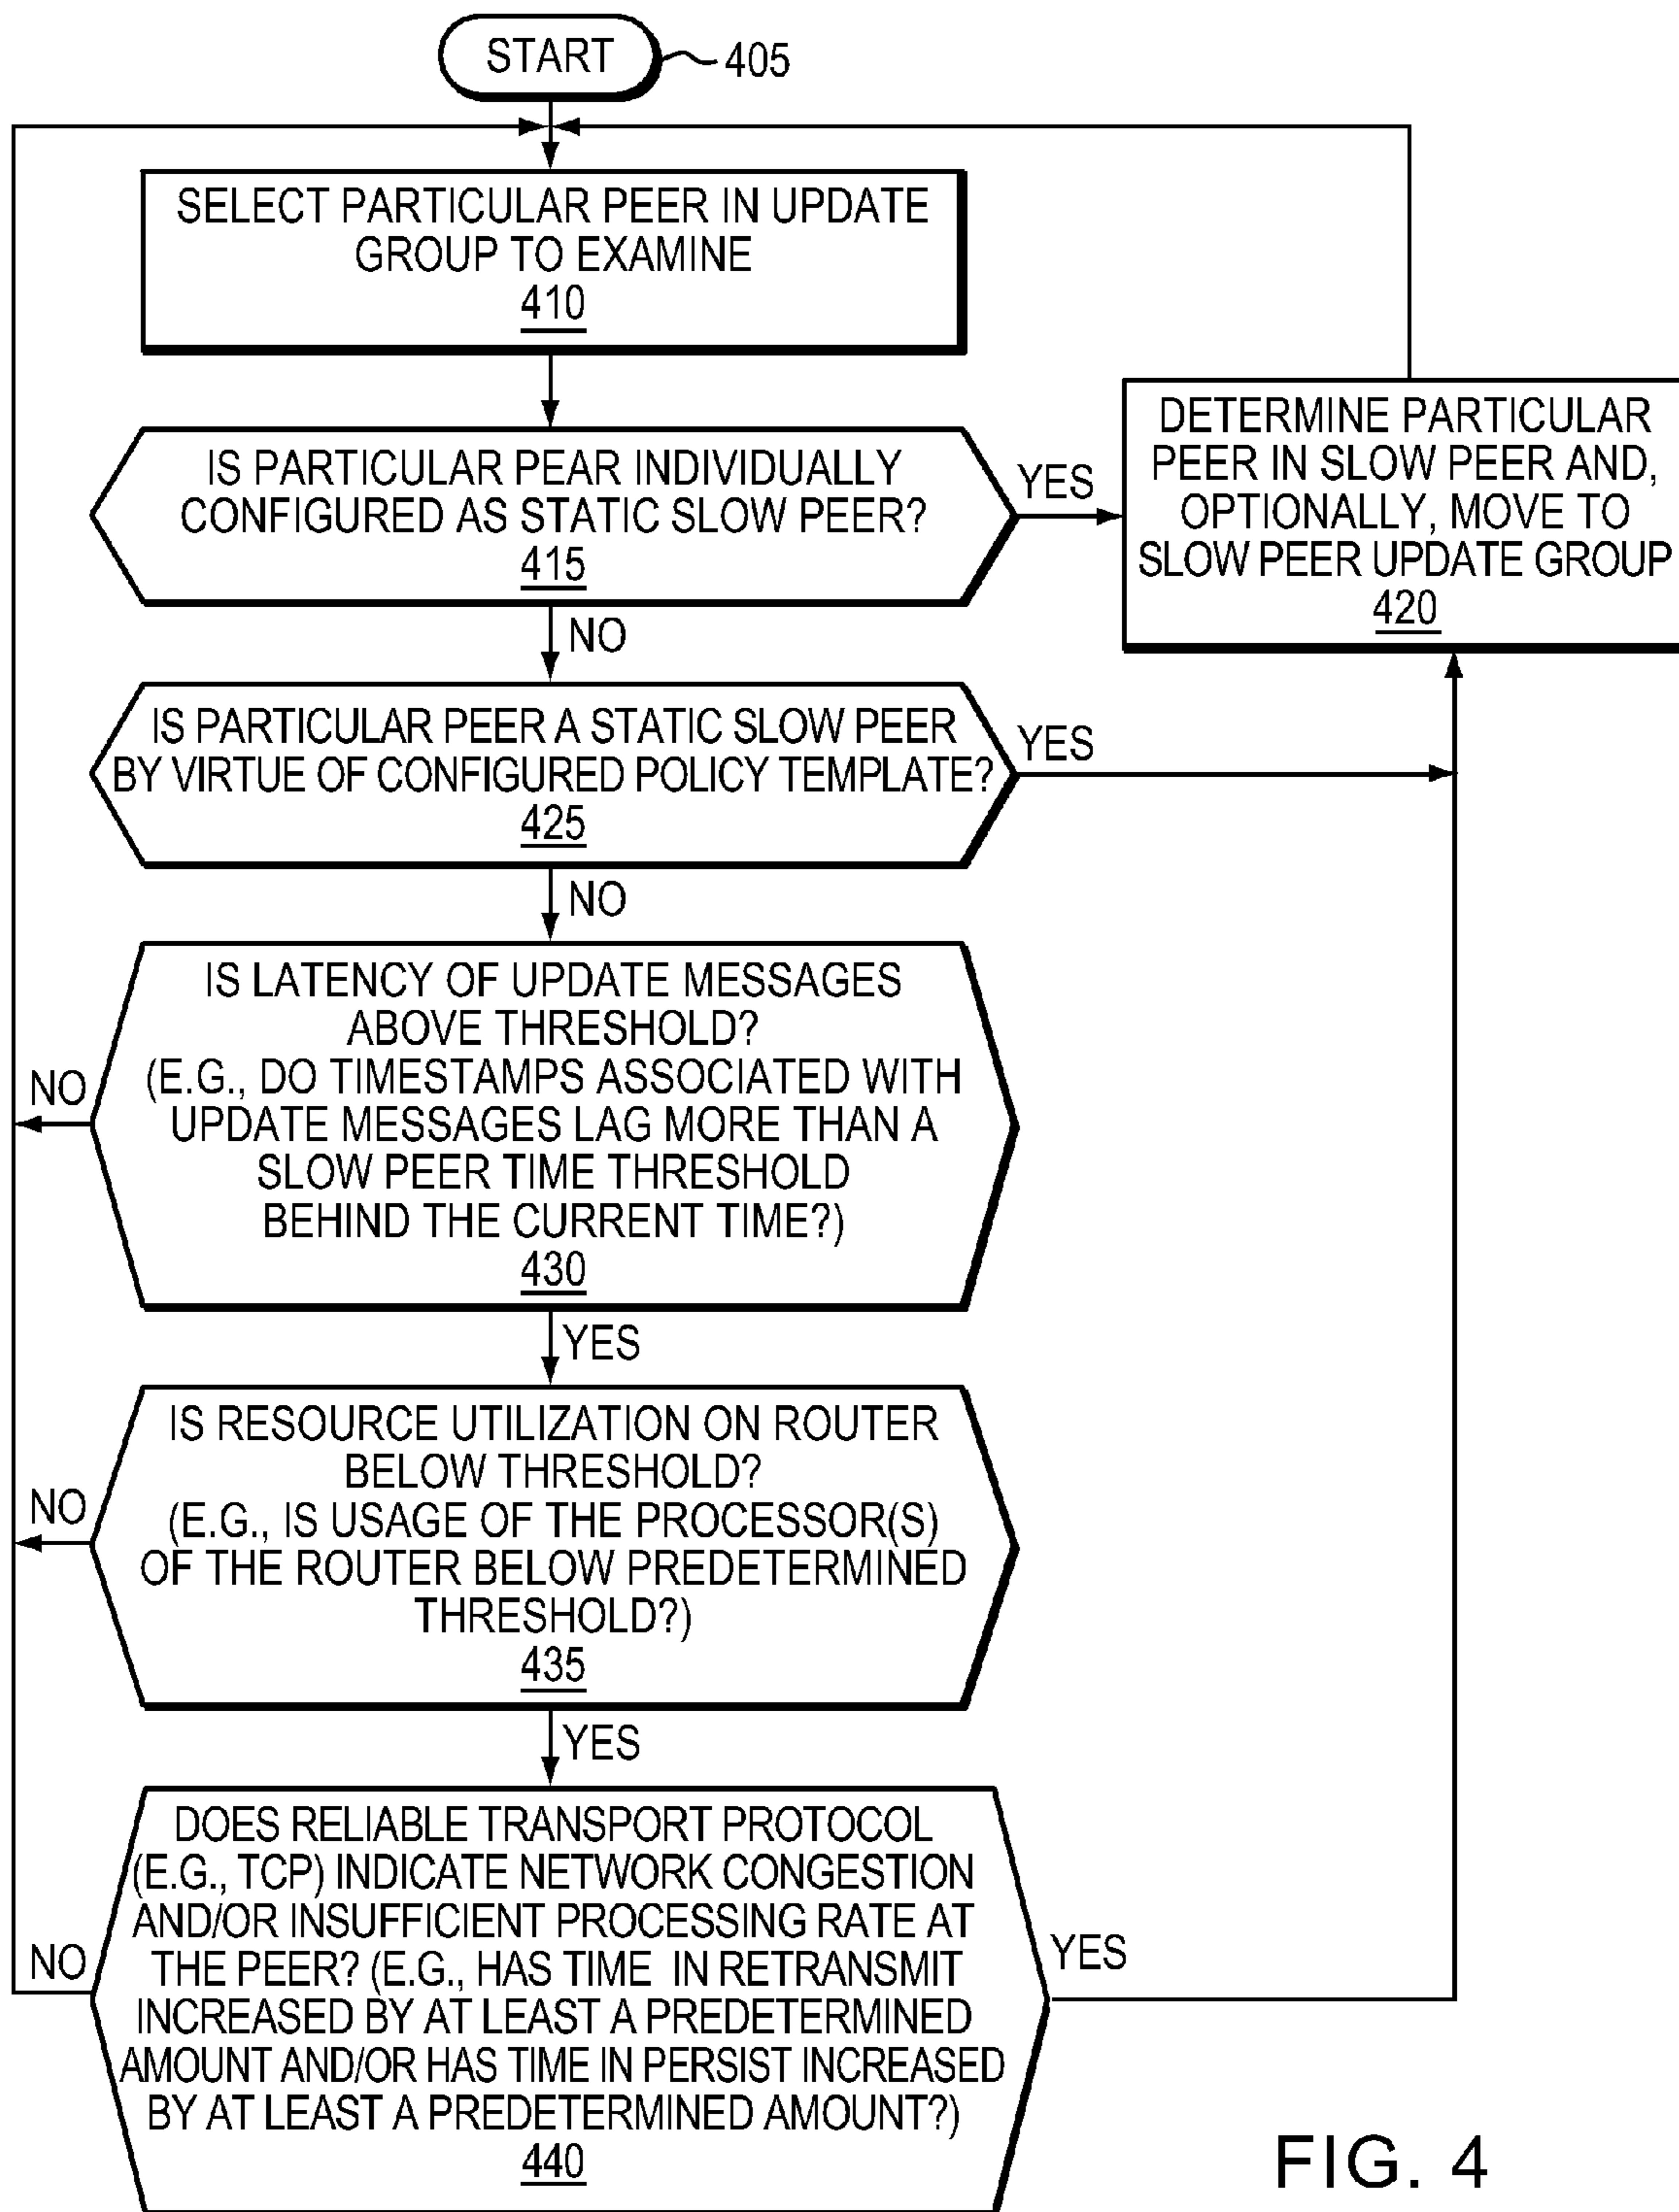 START
405
SELECT PARTICULAR PEER IN UPDATE
GROUP TO EXAMINE
410
IS PARTICULAR PEAR INDIVIDUALLY
CONFIGURED AS STATIC SLOW PEER?
415
YES
DETERMINE PARTICULAR
PEER IN SLOW PEER AND,
OPTIONALLY, MOVE TO
SLOW PEER UPDATE GROUP
420
NO
IS PARTICULAR PEER A STATIC SLOW PEER
BY VIRTUE OF CONFIGURED POLICY TEMPLATE?
425
YES
NO
IS LATENCY OF UPDATE MESSAGES
ABOVE THRESHOLD?
(E.G., DO TIMESTAMPS ASSOCIATED WITH
UPDATE MESSAGES LAG MORE THAN A
SLOW PEER TIME THRESHOLD
BEHIND THE CURRENT TIME?)
430
NO
YES
IS RESOURCE UTILIZATION ON ROUTER
BELOW THRESHOLD?
(E.G., IS USAGE OF THE PROCESSOR(S)
OF THE ROUTER BELOW PREDETERMINED
THRESHOLD?)
435
NO
YES
DOES RELIABLE TRANSPORT PROTOCOL
(E.G., TCP) INDICATE NETWORK CONGESTION
AND/OR INSUFFICIENT PROCESSING RATE AT
THE PEER? (E.G., HAS TIME IN RETRANSMIT
INCREASED BY AT LEAST A PREDETERMINED
AMOUNT AND/OR HAS TIME IN PERSIST INCREASED
BY AT LEAST A PREDETERMINED AMOUNT?)
440
NO
YES
FIG. 4